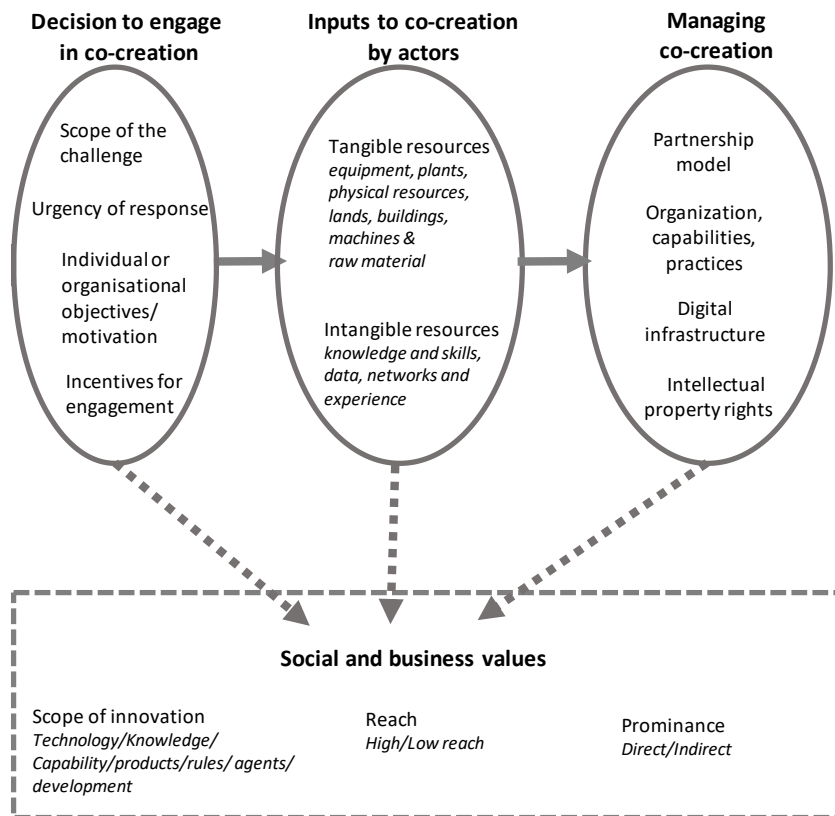 Decision to engage
in co-creation
Scope of the
challenge
Urgency of response
Individual or
organisational
objectives/
motivation
Incentives for
engagement
Inputs to co-creation
by actors
Tangible resources
equipment, plants,
physical resources,
lands, buildings,
machines &
raw material
Intangible resources
knowledge and skills,
data, networks and
experience
Managing
co-creation
Partnership
model
Organization,
capabilities,
practices
Digital
infrastructure
Intellectual
property rights
Social and business values
Scope of innovation
Technology/Knowledge/
Capability/products/rules/ agents/
development
Reach
High/Low reach
Prominance
Direct/Indirect